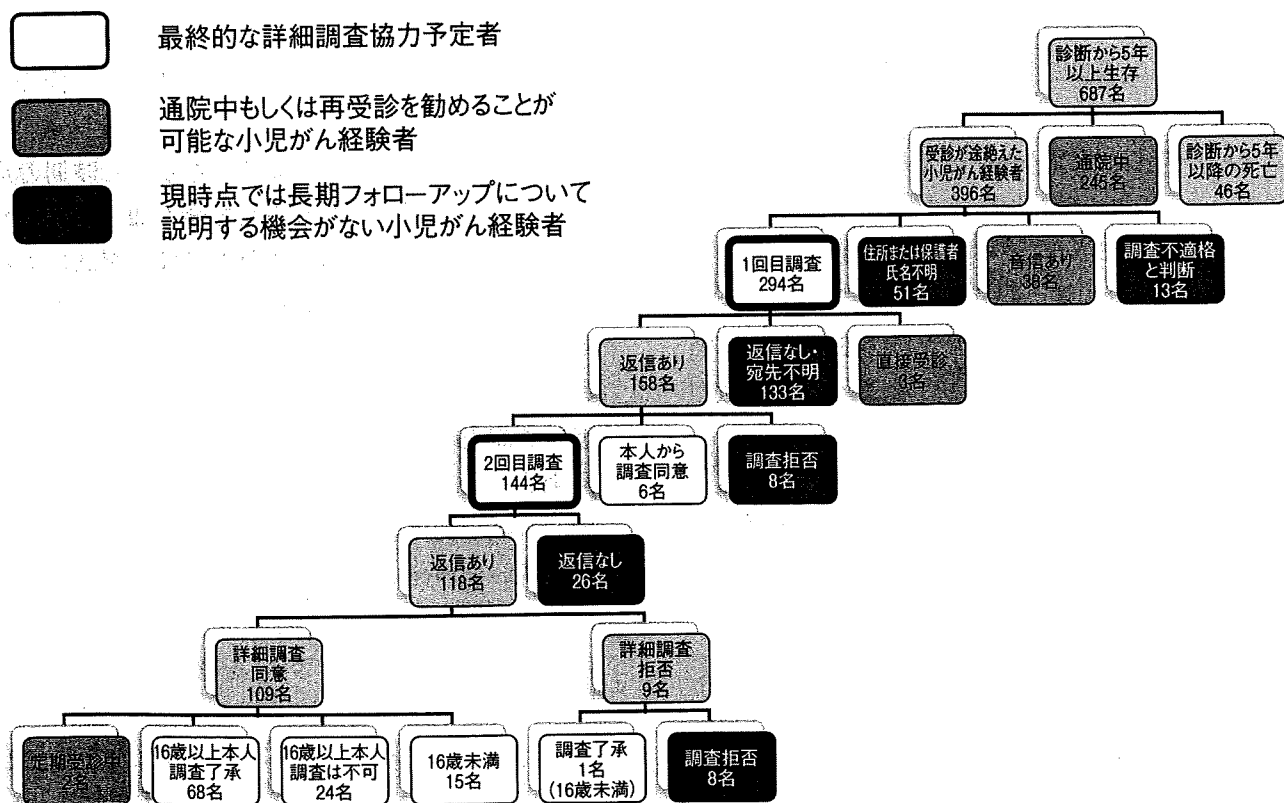 最終的な詳細調査協力予定者
通院中もしくは再受診を勧めることが
可能な小児がん経験者
現時点では長期フォローアップについて
説明する機会がない小児がん経験者
診断から5年
以上生存
687名
受診が途絶えた
小児がん経験者
396名
通院中
245名
診断から5年
以降の死亡
46名
1回目調査
294名
住所または保護者
氏名不明
51名
音信あり
38名
調査不適格
と判断
13名
返信あり
158名
返信なし・
宛先不明
133名
直接受診
3名
2回目調査
144名
本人から
調査同意
6名
調査拒否
8名
返信あり
118名
返信なし
26名
詳細調査
同意
109名
詳細調査
拒否
9名
定期受診中
2名
16歳以上本人
調査了承
68名
16歳以上本人
調査は不可
24名
16歳未満
15名
調査了承
1名
(16歳未満)
調査拒否
8名